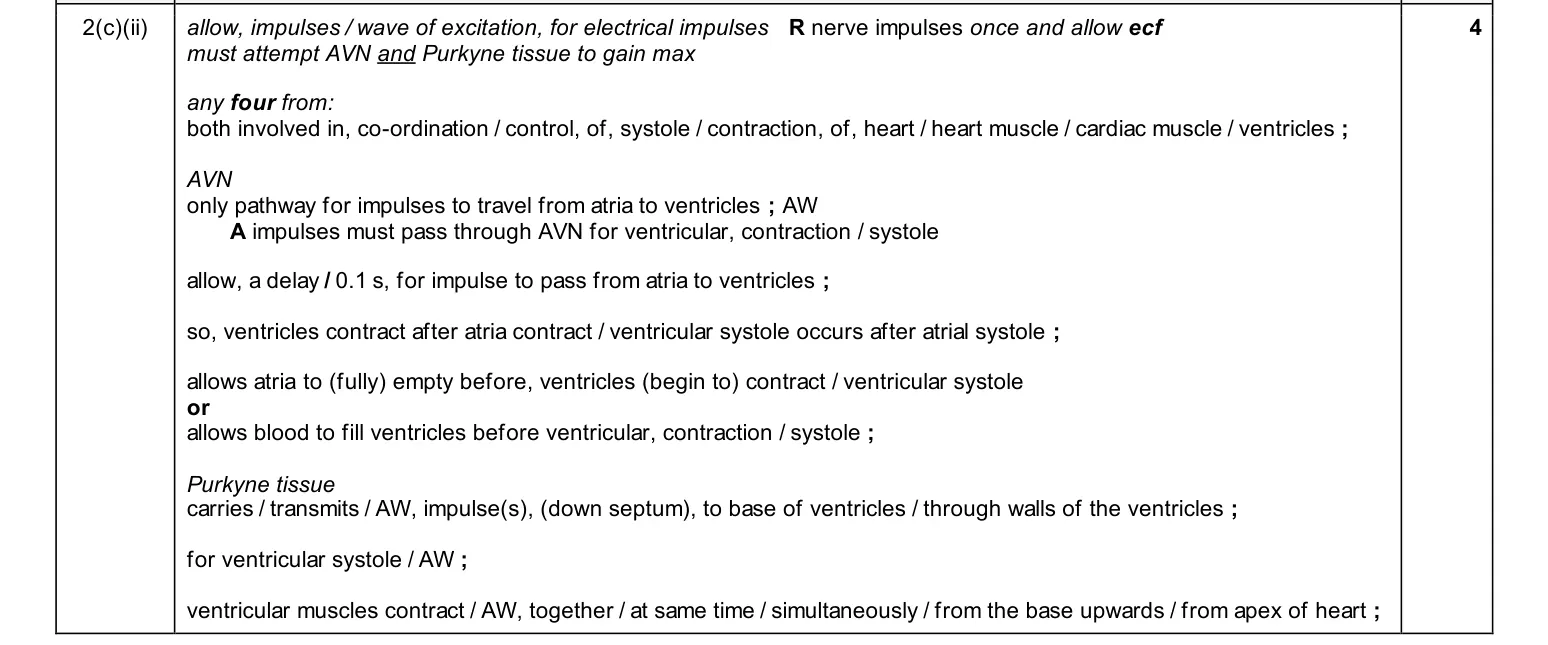 2(c)(ii) allow, impulses / wave of excitation, for electrical impulses R nerve impulses once and allow ecf 4
must attempt AVN and Purkyne tissue to gain max
any four from:
both involved in, co-ordination / control, of, systole / contraction, of, heart / heart muscle / cardiac muscle / ventricles ;
AVN
only pathway for impulses to travel from atria to ventricles ; AW
A impulses must pass through AVN for ventricular, contraction / systole
allow, a delay / 0.1 s, for impulse to pass from atria to ventricles ;
so, ventricles contract after atria contract / ventricular systole occurs after atrial systole ;
allows atria to (fully) empty before, ventricles (begin to) contract / ventricular systole
or
allows blood to fill ventricles before ventricular, contraction / systole ;
Purkyne tissue
carries / transmits / AW, impulse(s), (down septum), to base of ventricles / through walls of the ventricles ;
for ventricular systole / AW ;
ventricular muscles contract / AW, together / at same time / simultaneously / from the base upwards / from apex of heart ;